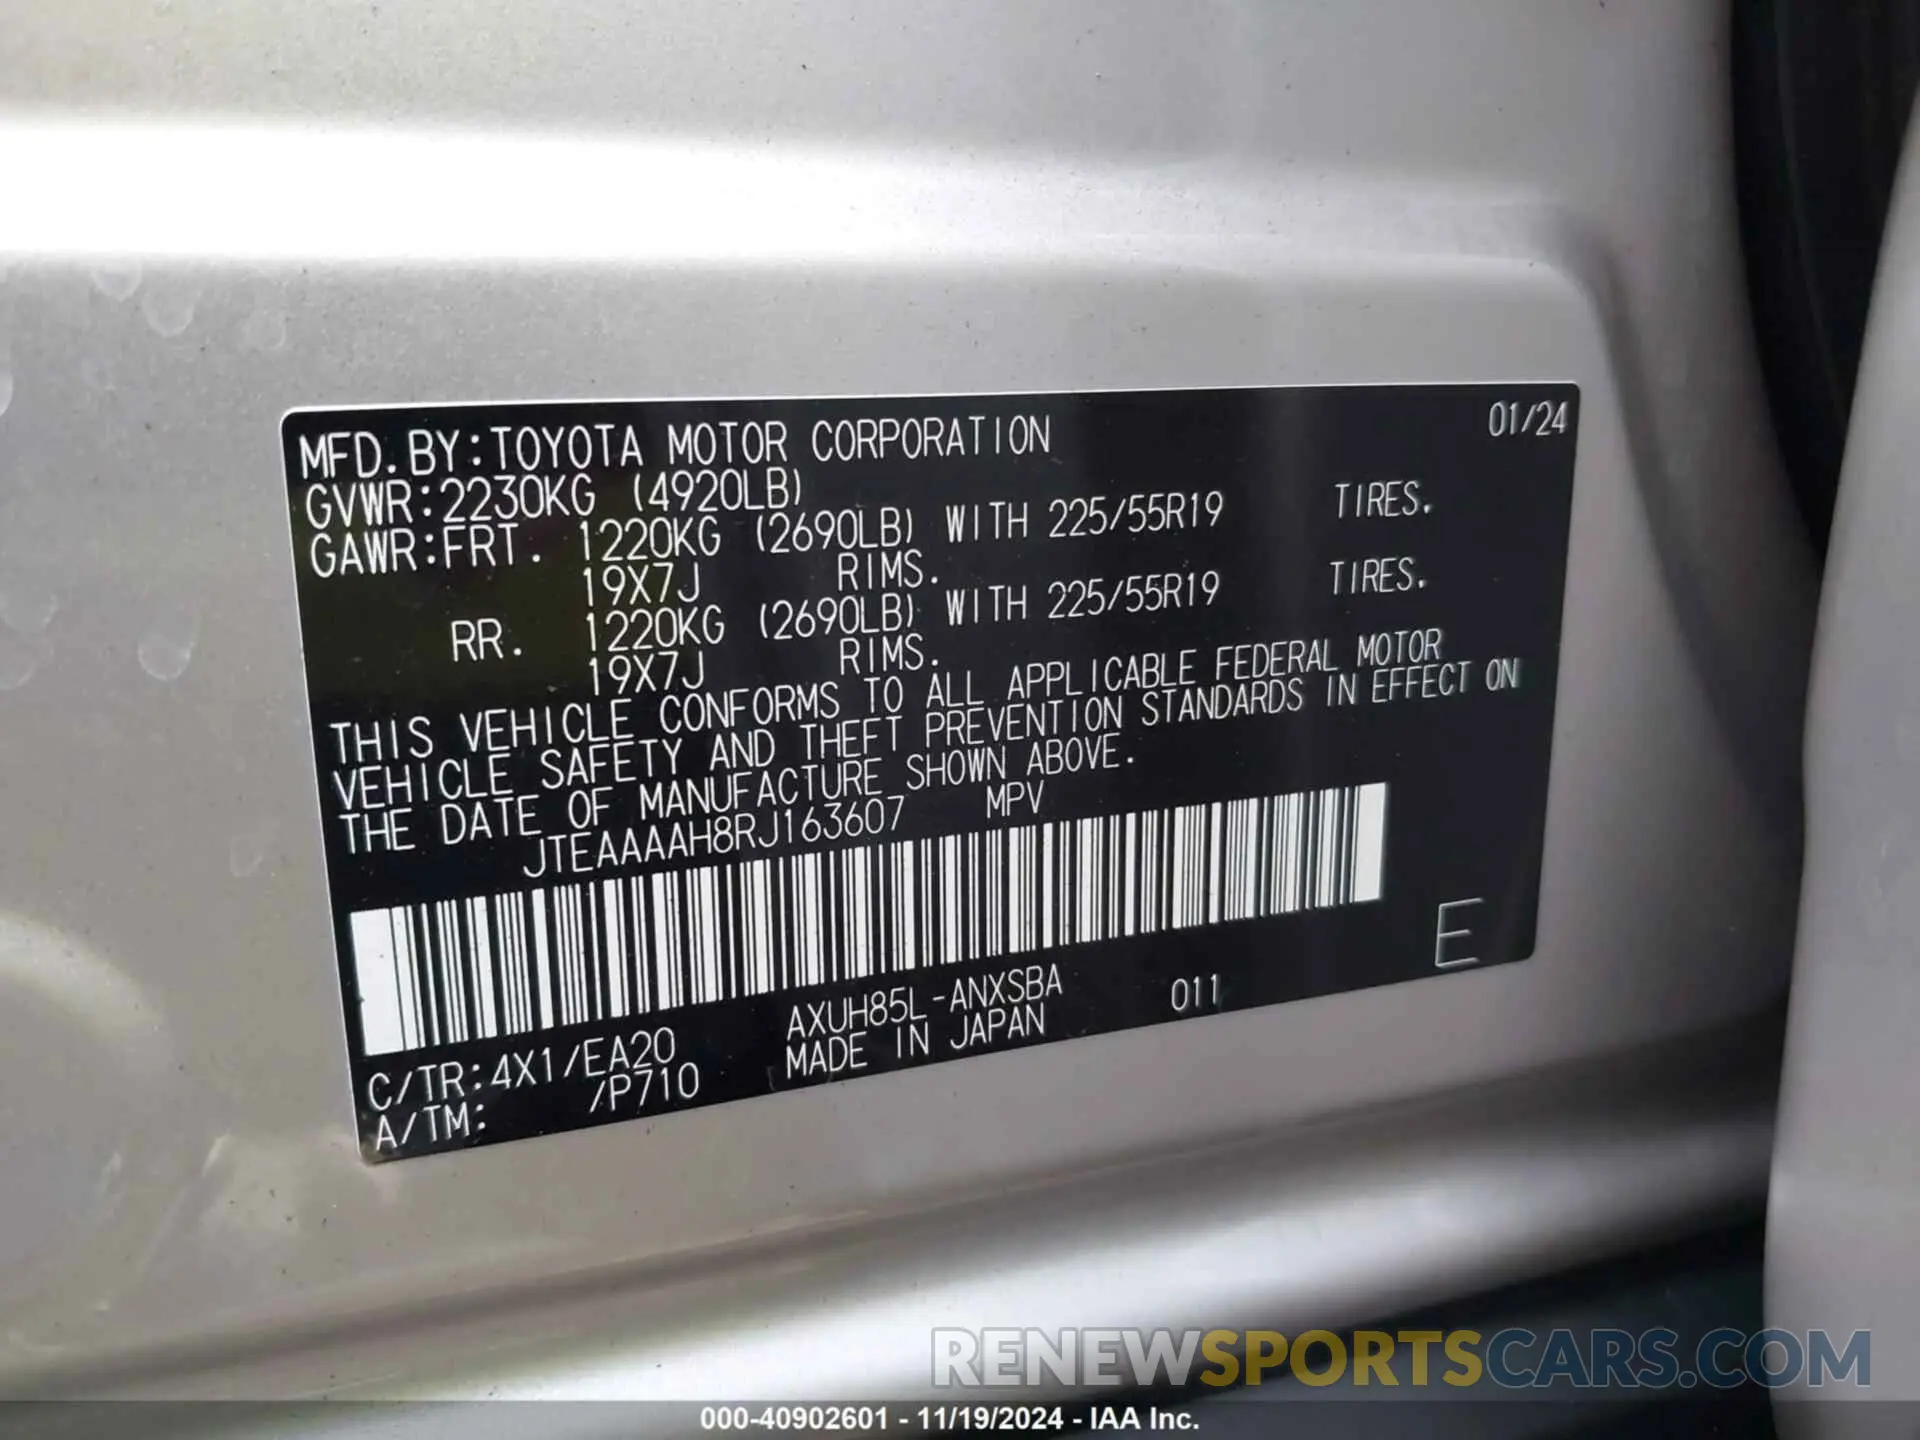 MFD. BY:TOYOTA MOTOR CORPORATION 01/24
GVWR:2230KG (4920LB)
GAWR:FRT. 1220KG (2690LB) WITH 225/55R19 TIRES.
19X7J RIMS.
RR. 1220KG (2690LB) WITH 225/55R19 TIRES.
19X7J RIMS.
THIS VEHICLE CONFORMS TO ALL APPLICABLE FEDERAL MOTOR
VEHICLE SAFETY AND THEFT PREVENTION STANDARDS IN EFFECT ON
THE DATE OF MANUFACTURE SHOWN ABOVE.
JTEAAAAH8RJ163607 MPV
E
C/TR:4X1/EA20 AXUH85L-ANXSBA 011
A/TM: /P710 MADE IN JAPAN
RENEWSPORTSCARS.COM
000-40902601 - 11/19/2024 - IAA Inc.